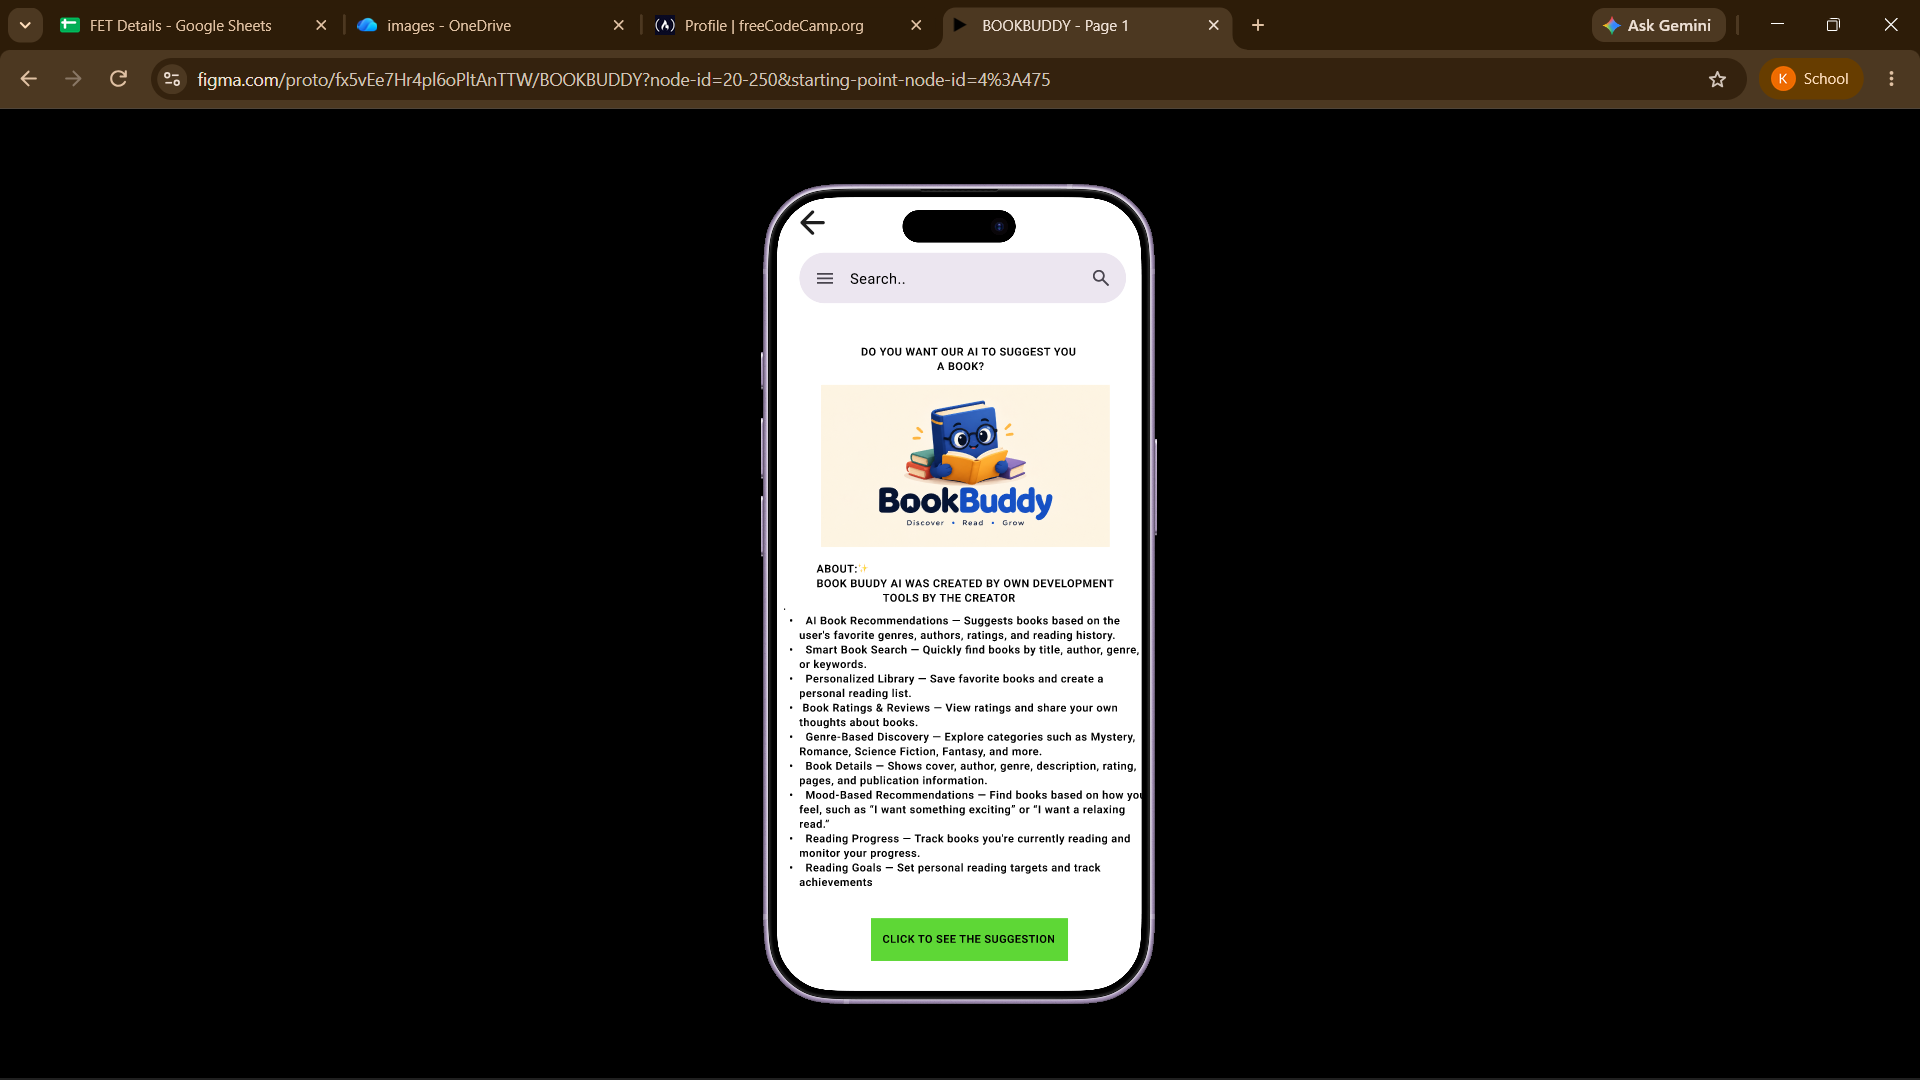 FET Details - Google Sheets
images - OneDrive
Profile | freeCodeCamp.org
BOOKBUDDY - Page 1
Ask Gemini
figma.com/proto/fx5vEe7Hr4pl6oPltAnTTW/BOOKBUDDY?node-id=20-250&starting-point-node-id=4%3A475
K School
Search..
DO YOU WANT OUR AI TO SUGGEST YOU
A BOOK?
BookBuddy
Discover • Read • Grow
ABOUT:✨
BOOK BUUDY AI WAS CREATED BY OWN DEVELOPMENT
TOOLS BY THE CREATOR
.
• AI Book Recommendations — Suggests books based on the
user's favorite genres, authors, ratings, and reading history.
• Smart Book Search — Quickly find books by title, author, genre,
or keywords.
• Personalized Library — Save favorite books and create a
personal reading list.
• Book Ratings & Reviews — View ratings and share your own
thoughts about books.
• Genre-Based Discovery — Explore categories such as Mystery,
Romance, Science Fiction, Fantasy, and more.
• Book Details — Shows cover, author, genre, description, rating,
pages, and publication information.
• Mood-Based Recommendations — Find books based on how you
feel, such as “I want something exciting” or “I want a relaxing
read.”
• Reading Progress — Track books you're currently reading and
monitor your progress.
• Reading Goals — Set personal reading targets and track
achievements
CLICK TO SEE THE SUGGESTION